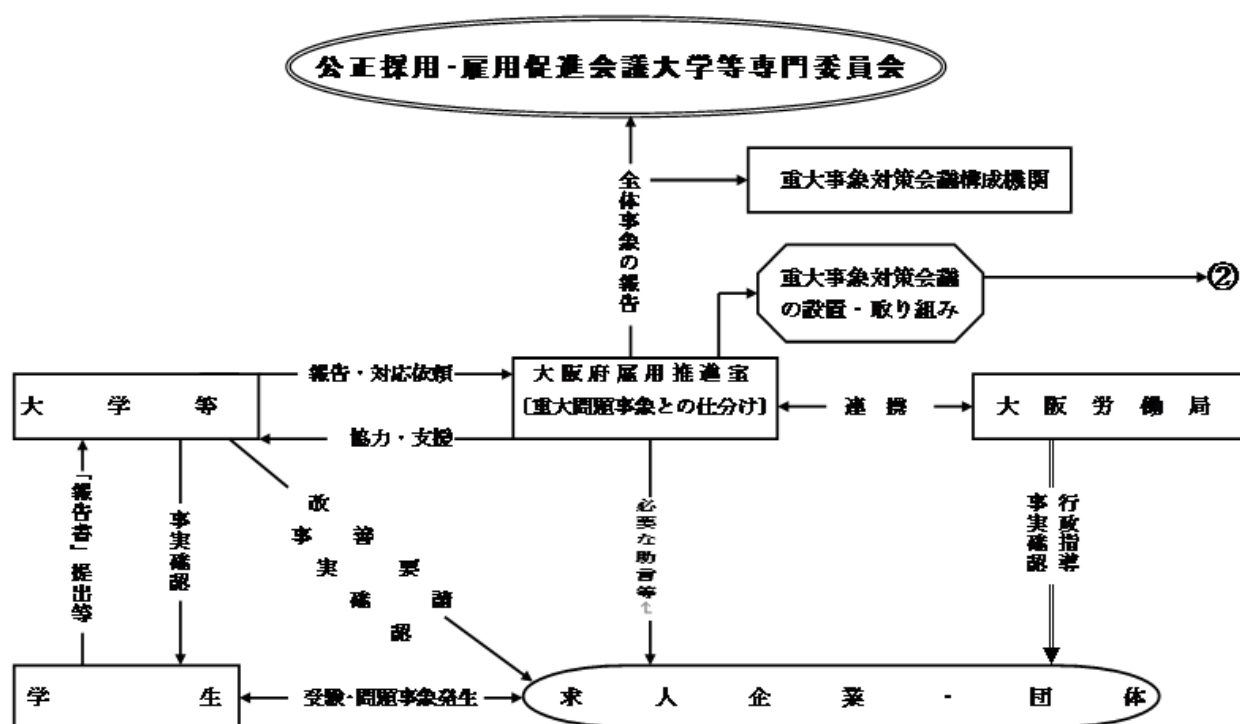 公正採用‐雇用促進会議大学等専門委員会
重大事象対策会議構成機関
全体事象の報告
重大事象対策会議
の設置‐取り組み
②
報告・対応依頼
大阪府雇用推進室
〔重大問題事象との仕分け〕
大学等
連携
大阪労働局
協力・支援
「報告書」提出等
事実確認
改善要請
事実確認
必要な助言等
行政指導
事実確認
学生
受験・問題事象発生
求人企業‐団体